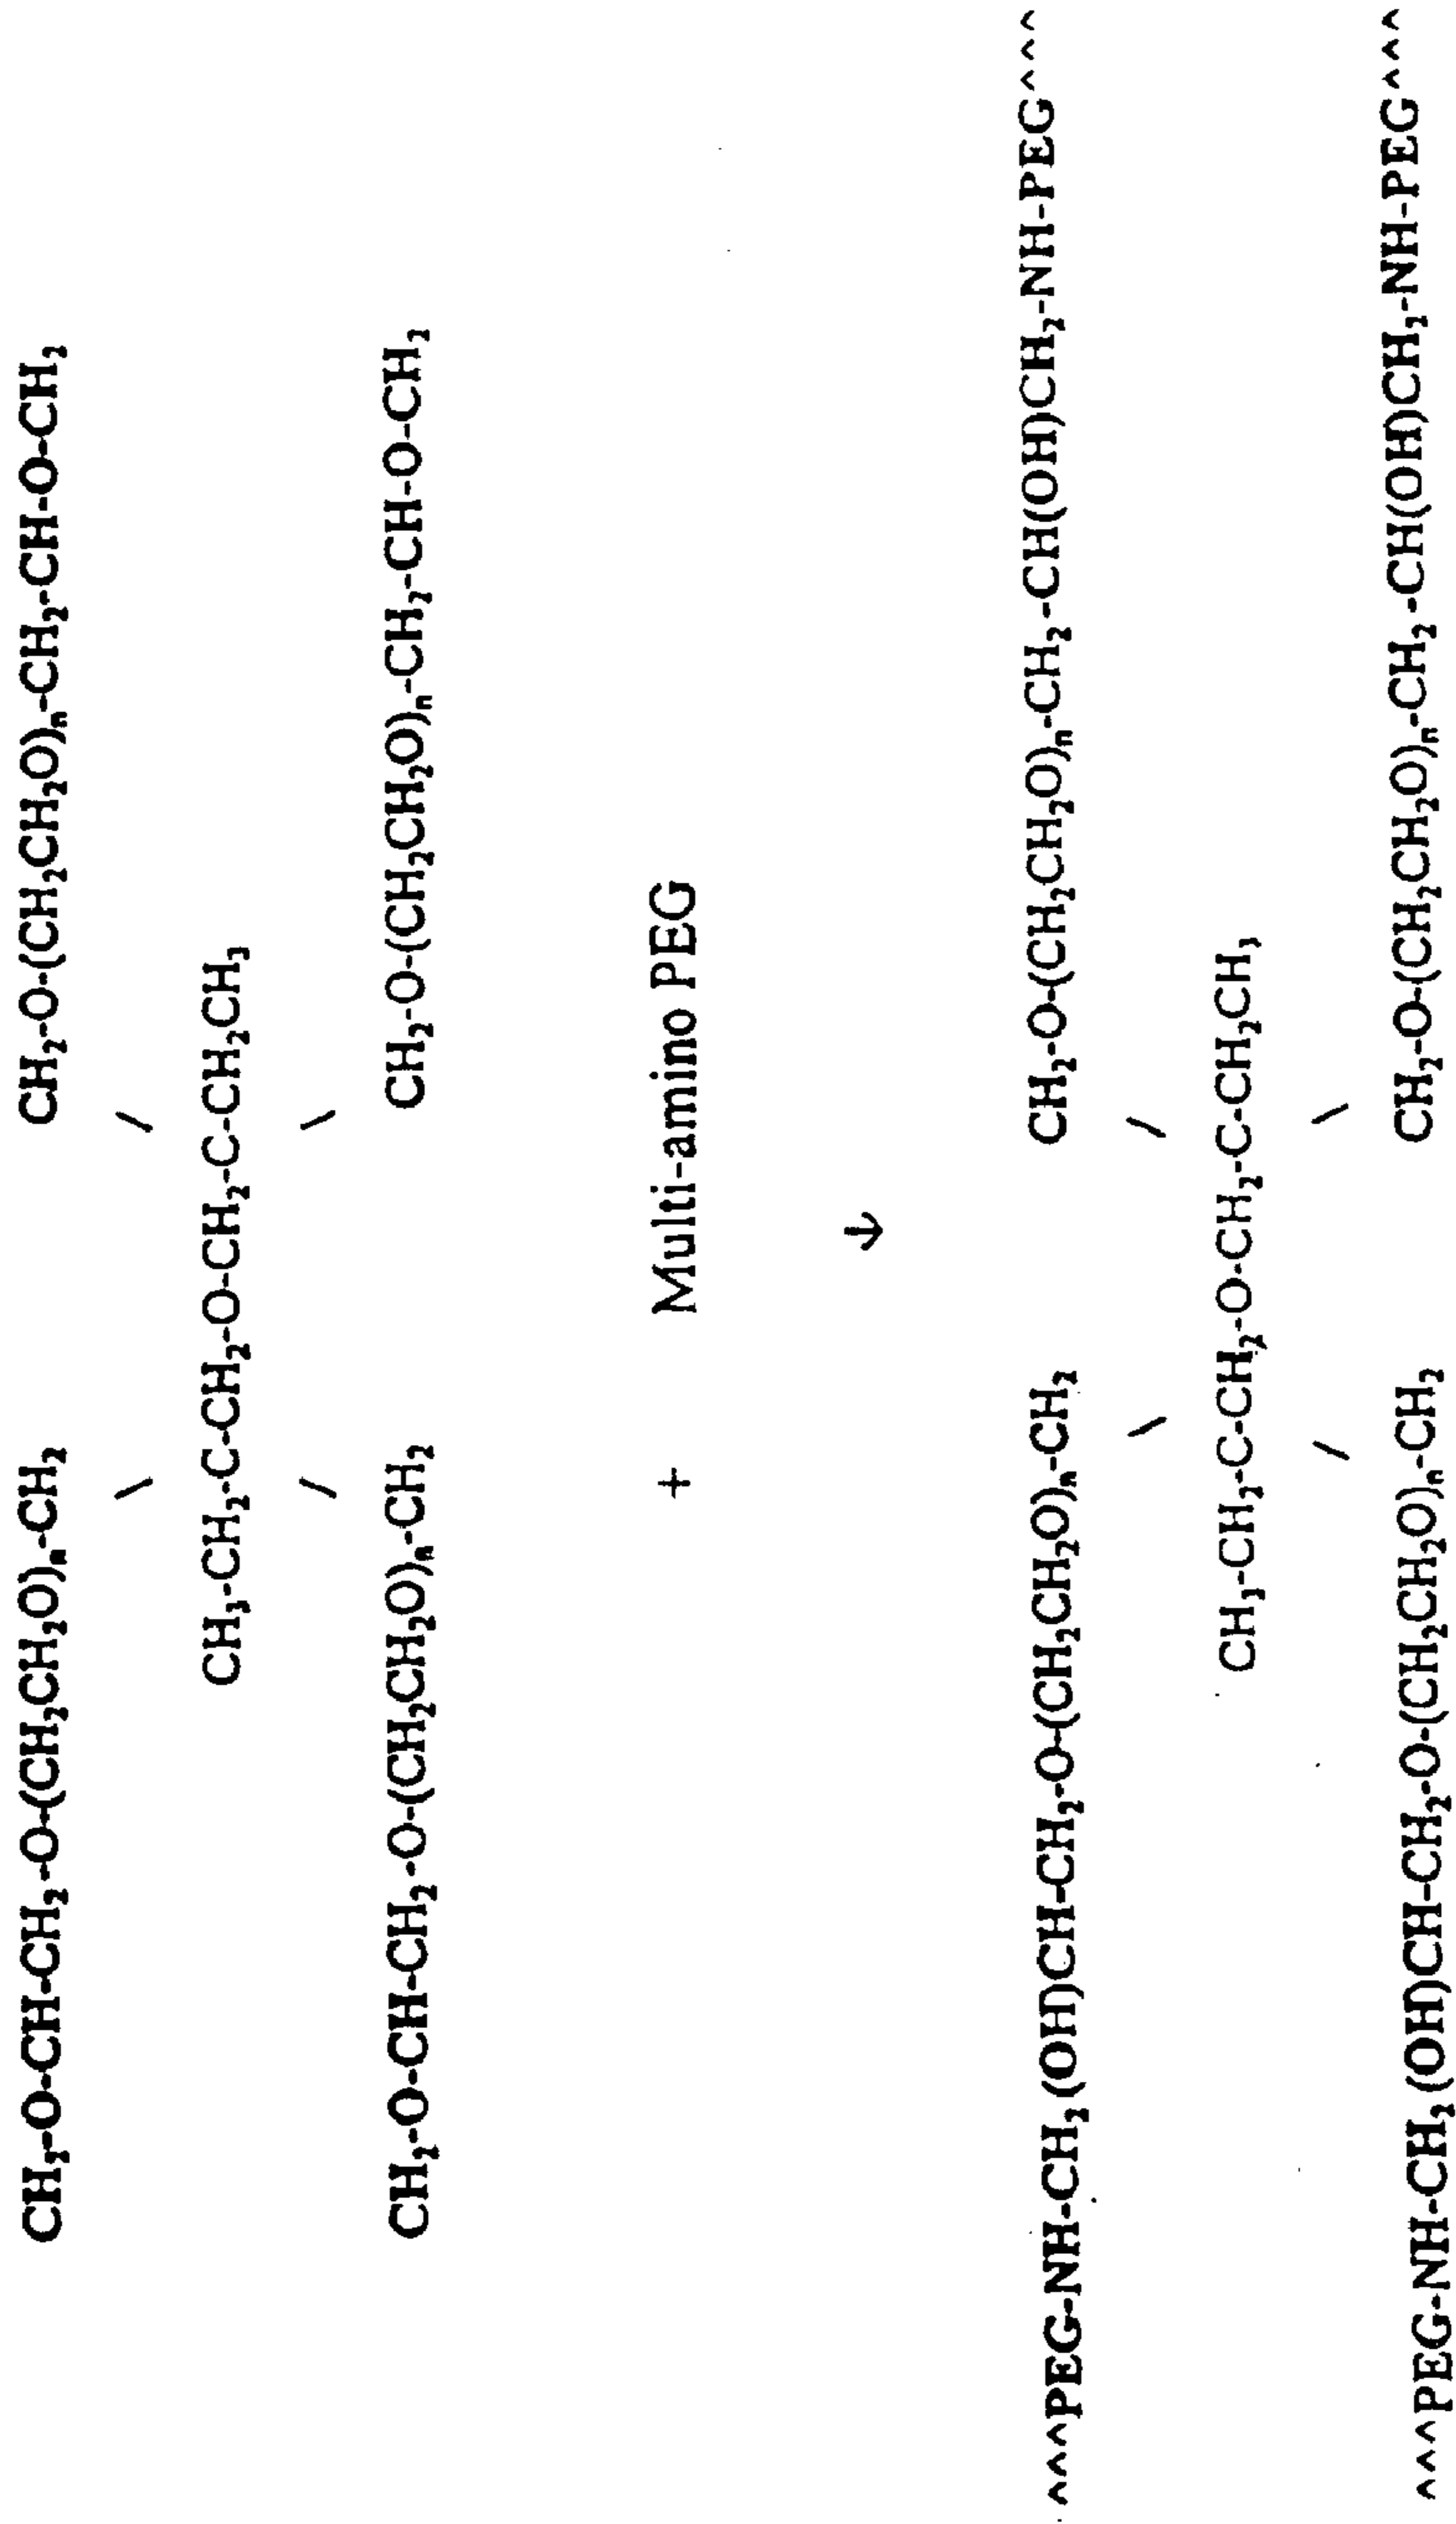 CH₂-O-CH-CH₂-O-(CH₂CH₂O)ₙ-CH₂ CH₂-O-(CH₂CH₂O)ₙ-CH₂-CH-O-CH₂
\ /
CH₃-CH₂-C-CH₂-O-CH₂-C-CH₂CH₃
/ \
CH₂-O-CH-CH₂-O-(CH₂CH₂O)ₙ-CH₂ CH₂-O-(CH₂CH₂O)ₙ-CH₂-CH-O-CH₂
+ Multi-amino PEG
↓
^^^PEG-NH-CH₂(OH)CH-CH₂-O-(CH₂CH₂O)ₙ-CH₂ CH₂-O-(CH₂CH₂O)ₙ-CH₂-CH(OH)CH₂-NH-PEG^^^
\ /
CH₃-CH₂-C-CH₂-O-CH₂-C-CH₂CH₃
/ \
^^^PEG-NH-CH₂(OH)CH-CH₂-O-(CH₂CH₂O)ₙ-CH₂ CH₂-O-(CH₂CH₂O)ₙ-CH₂-CH(OH)CH₂-NH-PEG^^^